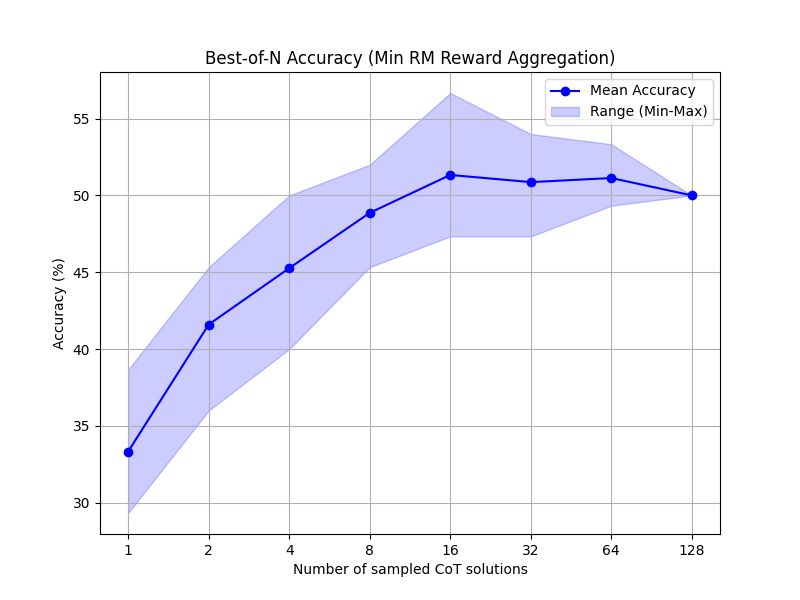 Best-of-N Accuracy (Min RM Reward Aggregation)
Mean Accuracy
Range (Min-Max)
Accuracy (%)
55
50
45
40
35
30
1 2 4 8 16 32 64 128
Number of sampled CoT solutions